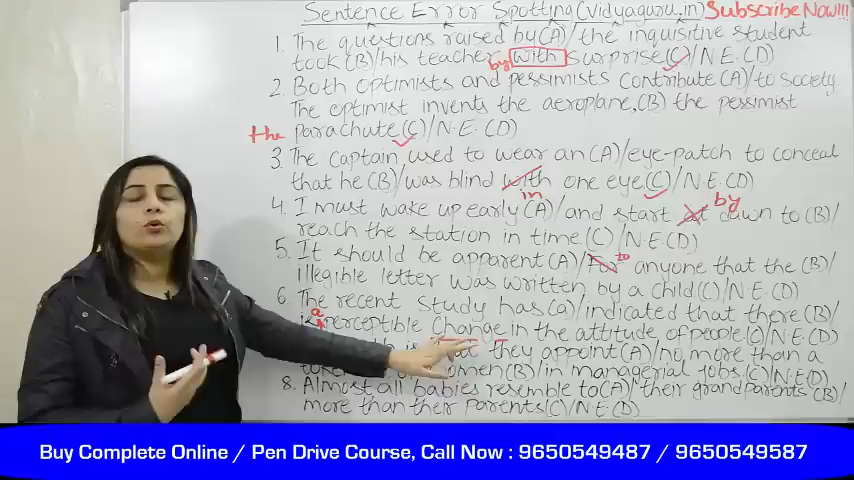 Sentence Error Spotting (vidyaguru.in) Subscribe Now!!!
1. The questions raised by (A)/ the inquisitive student
took (B)/ his teacher by with surprise (C)/ N.E. (D)
2. Both optimists and pessimists contribute (A)/ to society.
The optimist invents the aeroplane, (B) the pessimist
the parachute (C)/ N.E. (D)
3. The captain used to wear an (A)/ eye-patch to conceal
that he (B)/ was blind with one eye (C)/ N.E. (D)
in
4. I must wake up early (A)/ and start at by dawn to (B)/
reach the station in time (C)/ N.E. (D)
5. It should be apparent (A)/ For to anyone that the (B)/
illegible letter was written by a child (C)/ N.E. (D)
6. The recent study has (a)/ indicated that there (B)/
is a perceptible change in the attitude of people (C)/ N.E. (D)
that they appoint (A)/ no more than a
(B)/ in managerial jobs. (C)/ N.E. (D)
8. Almost all babies resemble to (A)/ their grandparents (B)/
more than their parents (C)/ N.E. (D)
Buy Complete Online / Pen Drive Course, Call Now : 9650549487 / 9650549587